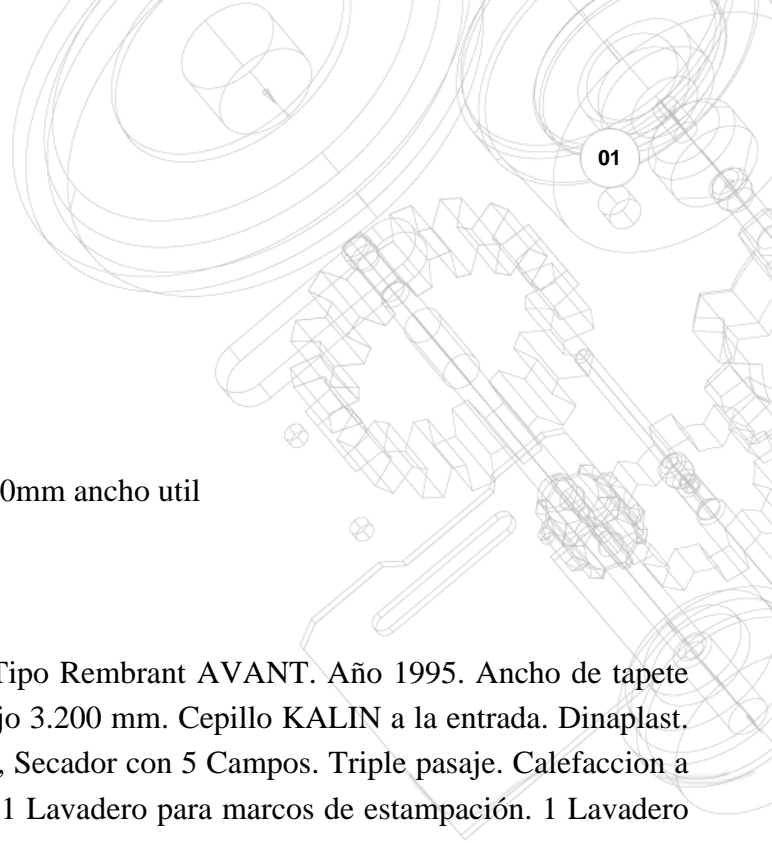 01
0mm ancho util
Tipo Rembrant AVANT. Año 1995. Ancho de tapete
jo 3.200 mm. Cepillo KALIN a la entrada. Dinaplast.
, Secador con 5 Campos. Triple pasaje. Calefaccion a
1 Lavadero para marcos de estampación. 1 Lavadero